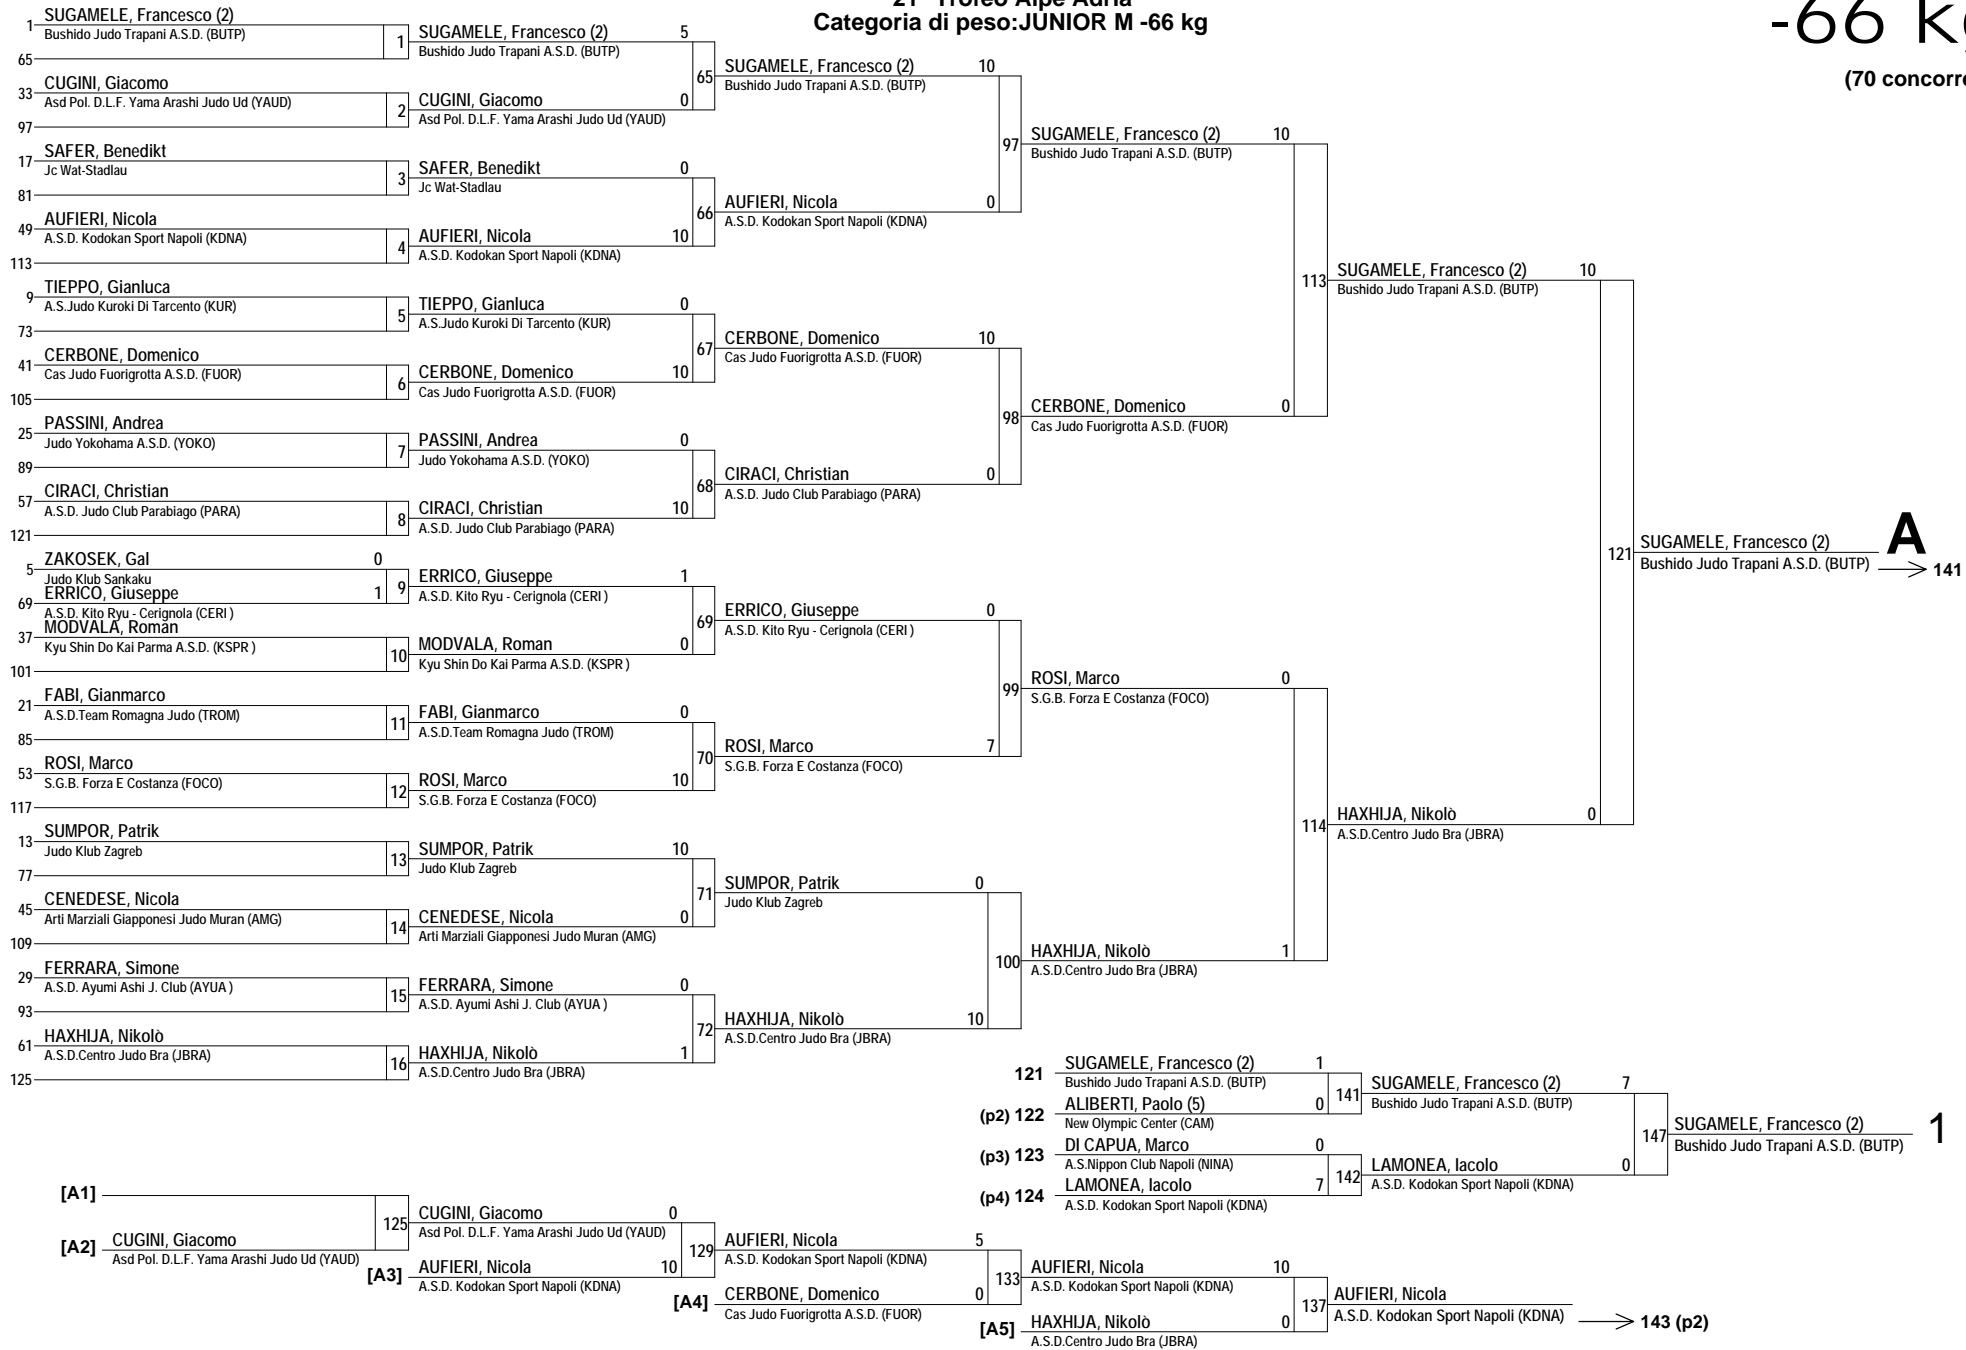 21° Trofeo Alpe Adria
Categoria di peso:JUNIOR M -66 kg
-66 kg
(70 concorre
1
SUGAMELE, Francesco (2)
Bushido Judo Trapani A.S.D. (BUTP)
65
1
33
CUGINI, Giacomo
Asd Pol. D.L.F. Yama Arashi Judo Ud (YAUD)
97
2
17
SAFER, Benedikt
Jc Wat-Stadlau
81
3
49
AUFIERI, Nicola
A.S.D. Kodokan Sport Napoli (KDNA)
113
4
9
TIEPPO, Gianluca
A.S.Judo Kuroki Di Tarcento (KUR)
73
5
41
CERBONE, Domenico
Cas Judo Fuorigrotta A.S.D. (FUOR)
105
6
25
PASSINI, Andrea
Judo Yokohama A.S.D. (YOKO)
89
7
57
CIRACI, Christian
A.S.D. Judo Club Parabiago (PARA)
121
8
5
ZAKOSEK, Gal 0
Judo Klub Sankaku
69
ERRICO, Giuseppe 1
A.S.D. Kito Ryu - Cerignola (CERI )
9
37
MODVALA, Roman
Kyu Shin Do Kai Parma A.S.D. (KSPR )
101
10
21
FABI, Gianmarco
A.S.D.Team Romagna Judo (TROM)
85
11
53
ROSI, Marco
S.G.B. Forza E Costanza (FOCO)
117
12
13
SUMPOR, Patrik
Judo Klub Zagreb
77
13
45
CENEDESE, Nicola
Arti Marziali Giapponesi Judo Muran (AMG)
109
14
29
FERRARA, Simone
A.S.D. Ayumi Ashi J. Club (AYUA )
93
15
61
HAXHIJA, Nikolò
A.S.D.Centro Judo Bra (JBRA)
125
16
SUGAMELE, Francesco (2) 5
Bushido Judo Trapani A.S.D. (BUTP)
65
CUGINI, Giacomo 0
Asd Pol. D.L.F. Yama Arashi Judo Ud (YAUD)
SAFER, Benedikt 0
Jc Wat-Stadlau
66
AUFIERI, Nicola 10
A.S.D. Kodokan Sport Napoli (KDNA)
TIEPPO, Gianluca 0
A.S.Judo Kuroki Di Tarcento (KUR)
67
CERBONE, Domenico 10
Cas Judo Fuorigrotta A.S.D. (FUOR)
PASSINI, Andrea 0
Judo Yokohama A.S.D. (YOKO)
68
CIRACI, Christian 10
A.S.D. Judo Club Parabiago (PARA)
ERRICO, Giuseppe 1
A.S.D. Kito Ryu - Cerignola (CERI )
69
MODVALA, Roman 0
Kyu Shin Do Kai Parma A.S.D. (KSPR )
FABI, Gianmarco 0
A.S.D.Team Romagna Judo (TROM)
70
ROSI, Marco 10
S.G.B. Forza E Costanza (FOCO)
SUMPOR, Patrik 10
Judo Klub Zagreb
71
CENEDESE, Nicola 0
Arti Marziali Giapponesi Judo Muran (AMG)
FERRARA, Simone 0
A.S.D. Ayumi Ashi J. Club (AYUA )
72
HAXHIJA, Nikolò 1
A.S.D.Centro Judo Bra (JBRA)
SUGAMELE, Francesco (2) 10
Bushido Judo Trapani A.S.D. (BUTP)
97
AUFIERI, Nicola 0
A.S.D. Kodokan Sport Napoli (KDNA)
CERBONE, Domenico 10
Cas Judo Fuorigrotta A.S.D. (FUOR)
98
CIRACI, Christian 0
A.S.D. Judo Club Parabiago (PARA)
ERRICO, Giuseppe 0
A.S.D. Kito Ryu - Cerignola (CERI )
99
ROSI, Marco 7
S.G.B. Forza E Costanza (FOCO)
SUMPOR, Patrik 0
Judo Klub Zagreb
100
HAXHIJA, Nikolò 10
A.S.D.Centro Judo Bra (JBRA)
SUGAMELE, Francesco (2) 10
Bushido Judo Trapani A.S.D. (BUTP)
113
CERBONE, Domenico 0
Cas Judo Fuorigrotta A.S.D. (FUOR)
ROSI, Marco 0
S.G.B. Forza E Costanza (FOCO)
114
HAXHIJA, Nikolò 1
A.S.D.Centro Judo Bra (JBRA)
SUGAMELE, Francesco (2) 10
Bushido Judo Trapani A.S.D. (BUTP)
121
HAXHIJA, Nikolò 0
A.S.D.Centro Judo Bra (JBRA)
SUGAMELE, Francesco (2)
Bushido Judo Trapani A.S.D. (BUTP)
A
141
121
SUGAMELE, Francesco (2) 1
Bushido Judo Trapani A.S.D. (BUTP)
141
(p2) 122
ALIBERTI, Paolo (5) 0
New Olympic Center (CAM)
(p3) 123
DI CAPUA, Marco 0
A.S.Nippon Club Napoli (NINA)
142
(p4) 124
LAMONEA, Iacolo 7
A.S.D. Kodokan Sport Napoli (KDNA)
SUGAMELE, Francesco (2) 7
Bushido Judo Trapani A.S.D. (BUTP)
147
LAMONEA, Iacolo 0
A.S.D. Kodokan Sport Napoli (KDNA)
SUGAMELE, Francesco (2)
Bushido Judo Trapani A.S.D. (BUTP)
1
[A1]
125
[A2]
CUGINI, Giacomo
Asd Pol. D.L.F. Yama Arashi Judo Ud (YAUD)
CUGINI, Giacomo 0
Asd Pol. D.L.F. Yama Arashi Judo Ud (YAUD)
129
[A3]
AUFIERI, Nicola 10
A.S.D. Kodokan Sport Napoli (KDNA)
AUFIERI, Nicola 5
A.S.D. Kodokan Sport Napoli (KDNA)
133
[A4]
CERBONE, Domenico 0
Cas Judo Fuorigrotta A.S.D. (FUOR)
AUFIERI, Nicola 10
A.S.D. Kodokan Sport Napoli (KDNA)
137
[A5]
HAXHIJA, Nikolò 0
A.S.D.Centro Judo Bra (JBRA)
AUFIERI, Nicola
A.S.D. Kodokan Sport Napoli (KDNA)
143 (p2)